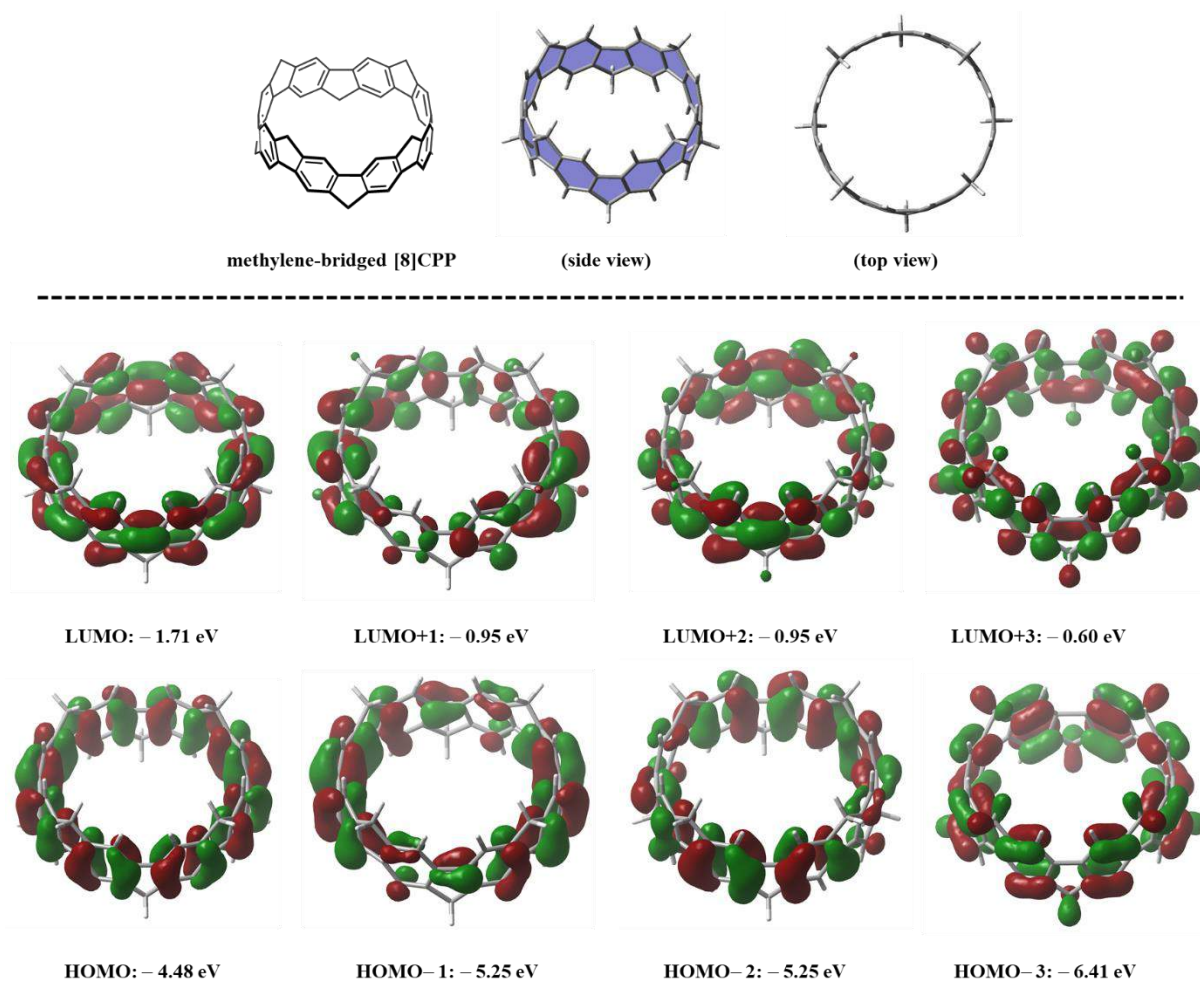 methylene-bridged [8]CPP (side view) (top view)
LUMO: – 1.71 eV LUMO+1: – 0.95 eV LUMO+2: – 0.95 eV LUMO+3: – 0.60 eV
HOMO: – 4.48 eV HOMO– 1: – 5.25 eV HOMO– 2: – 5.25 eV HOMO– 3: – 6.41 eV